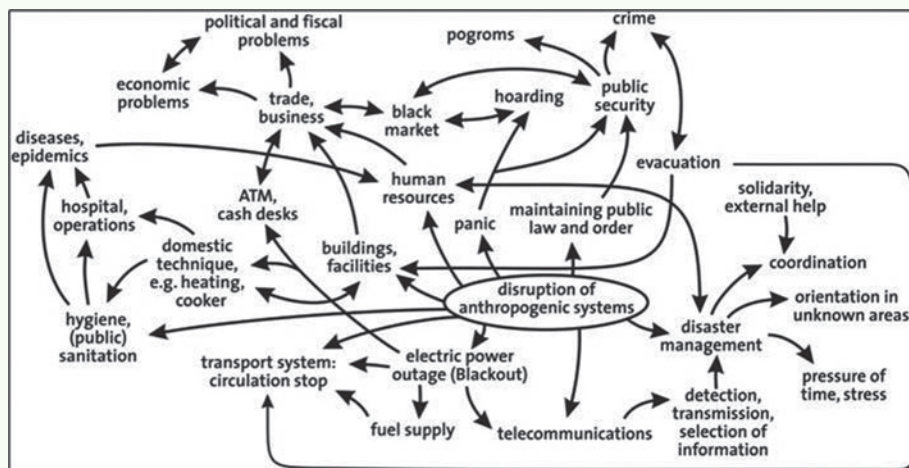 political and fiscal
problems
crime
pogroms
economic
problems
trade,
business
black
market
hoarding
public
security
diseases,
epidemics
evacuation
hospital,
operations
ATM,
cash desks
human
resources
panic
maintaining public
law and order
solidarity,
external help
domestic
technique,
e.g. heating,
cooker
buildings,
facilities
coordination
disruption of
anthropogenic systems
orientation in
unknown areas
hygiene,
(public)
sanitation
disaster
management
transport system:
circulation stop
electric power
outage (Blackout)
pressure of
time, stress
fuel supply
telecommunications
detection,
transmission,
selection of
information